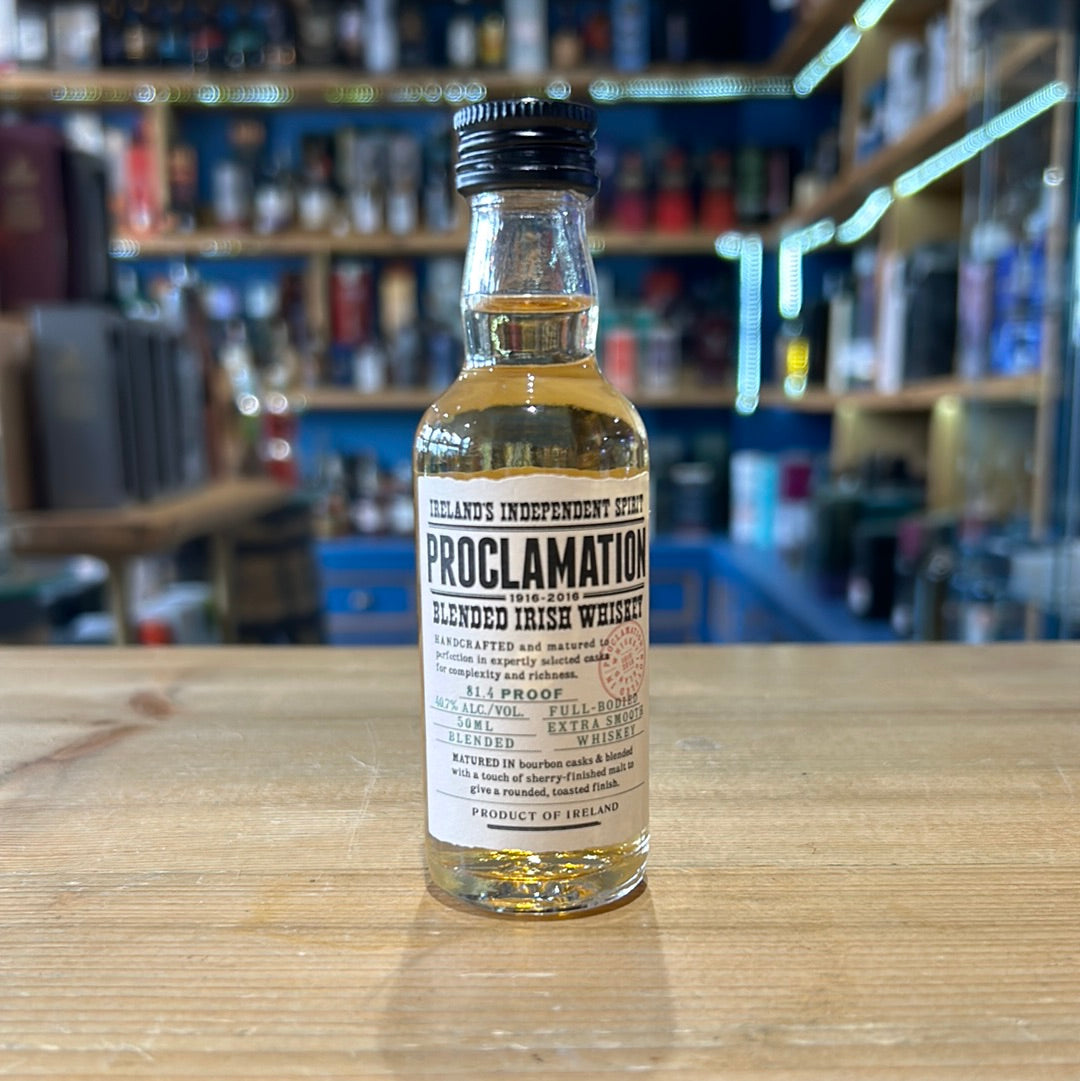 IRELAND'S INDEPENDENT SPIRIT
PROCLAMATION
1916-2016
BLENDED IRISH WHISKEY
HANDCRAFTED and matured to
perfection in expertly selected casks
for complexity and richness.
81.4 PROOF
40.7% ALC./VOL. FULL-BODIED
50ML EXTRA SMOOTH
BLENDED WHISKEY
MATURED IN bourbon casks & blended
with a touch of sherry-finished malt to
give a rounded, toasted finish.
PRODUCT OF IRELAND
PROCLAMATION